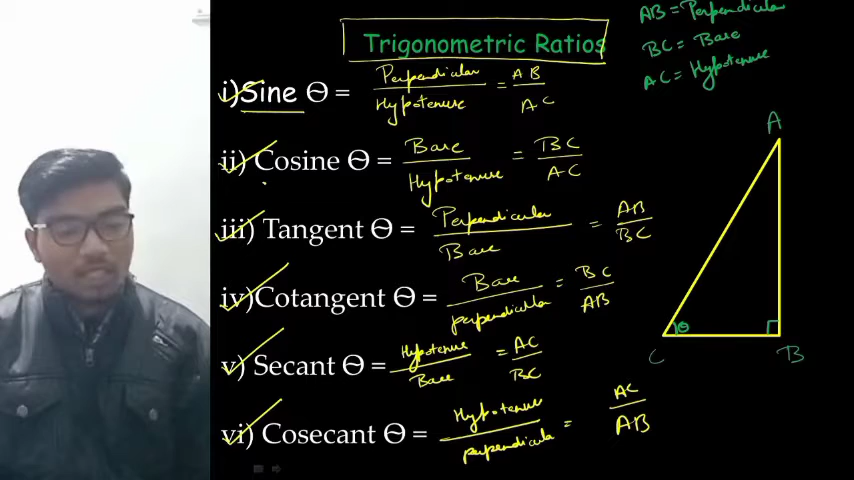 Trigonometric Ratios
AB = Perpendicular
BC = Base
AC = Hypotenuse
i) Sine Θ = Perpendicular / Hypotenuse = AB / AC
ii) Cosine Θ = Base / Hypotenuse = BC / AC
iii) Tangent Θ = Perpendicular / Base = AB / BC
iv) Cotangent Θ = Base / perpendicular = BC / AB
v) Secant Θ = Hypotenuse / Base = AC / BC
vi) Cosecant Θ = Hypotenuse / perpendicula = AC / AB
A
θ
C
B